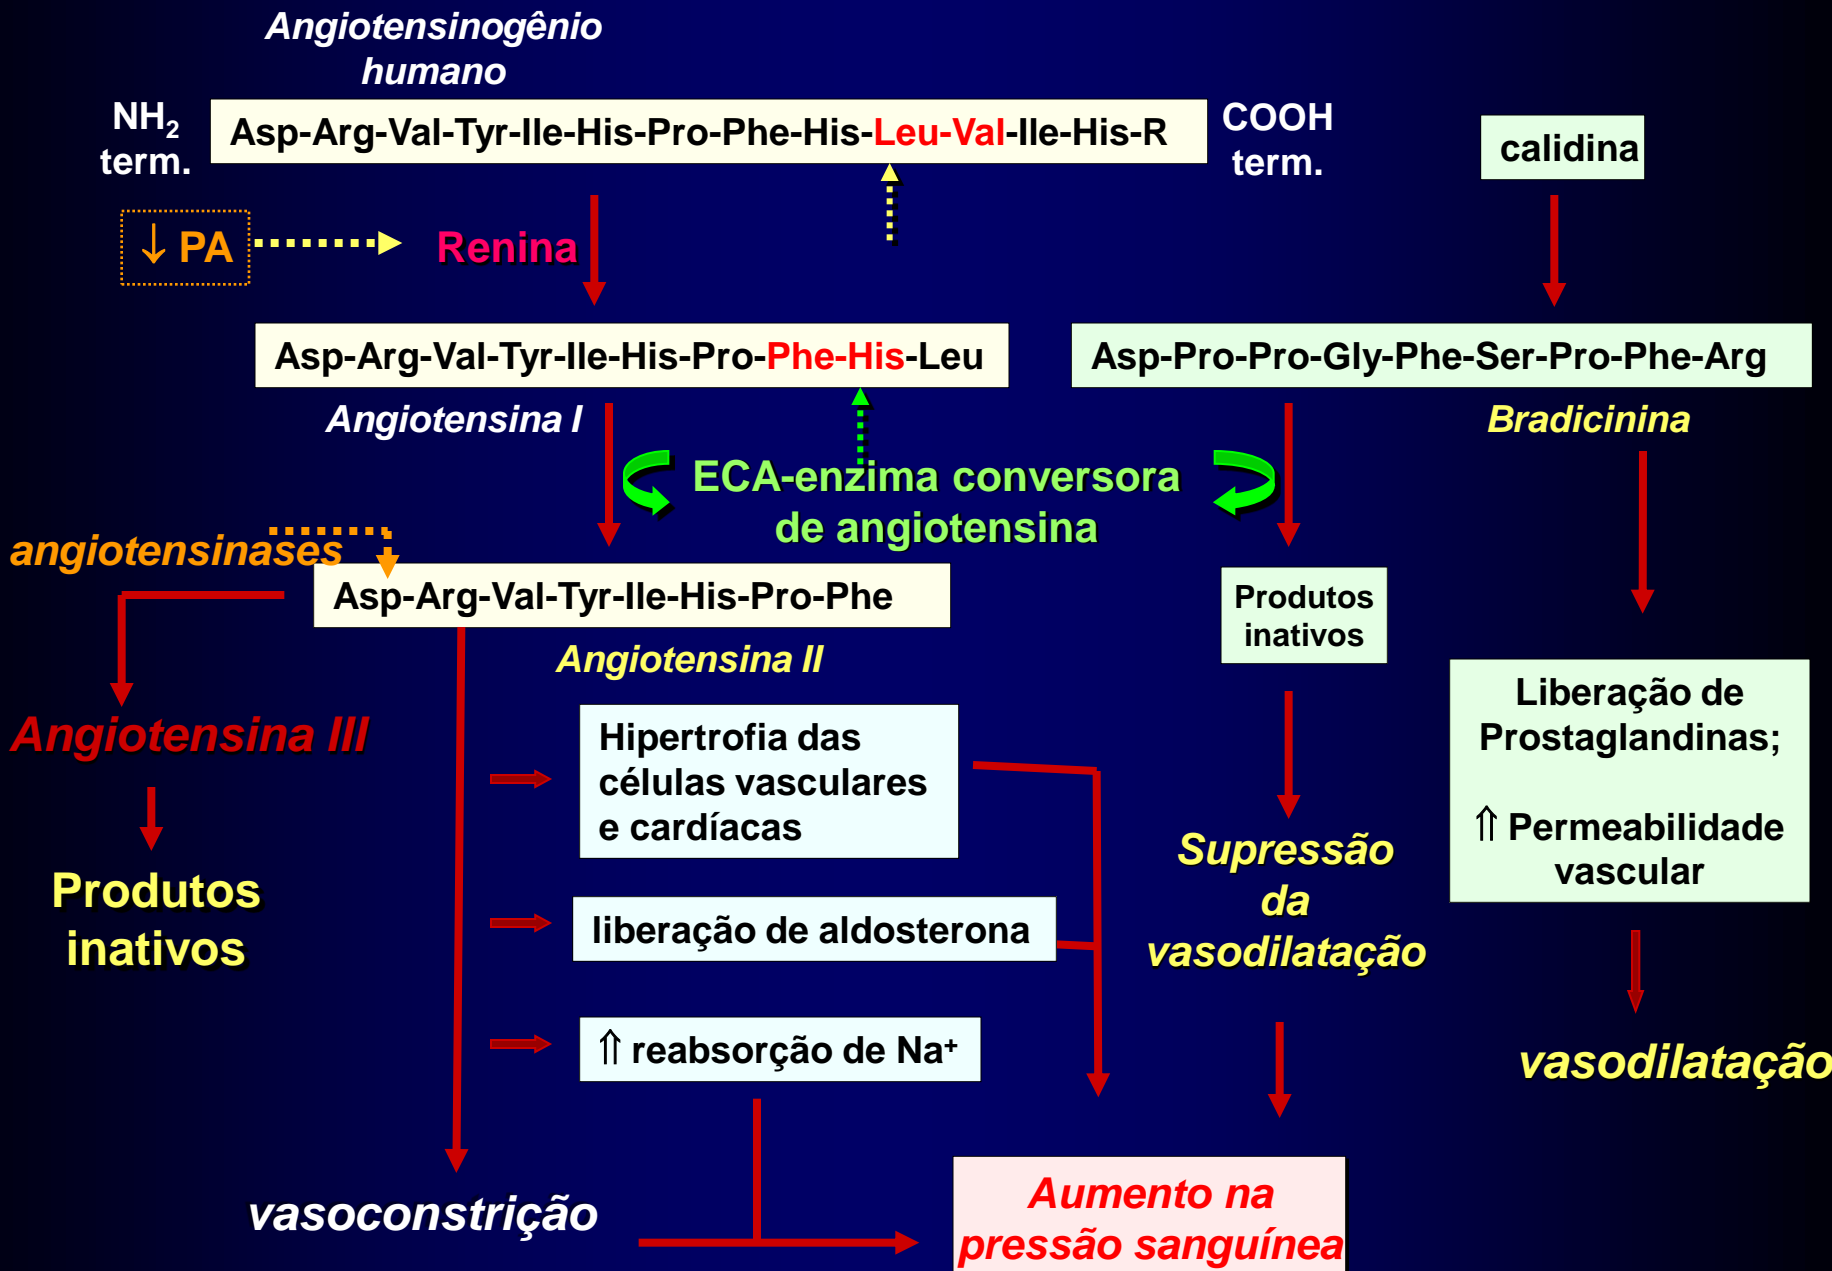 Angiotensinogênio
humano
NH₂
term.
Asp-Arg-Val-Tyr-Ile-His-Pro-Phe-His-Leu-Val-Ile-His-R
COOH
term.
calidina
↓ PA
Renina
Asp-Arg-Val-Tyr-Ile-His-Pro-Phe-His-Leu
Asp-Pro-Pro-Gly-Phe-Ser-Pro-Phe-Arg
Angiotensina I
Bradicinina
ECA-enzima conversora
de angiotensina
angiotensinases
Asp-Arg-Val-Tyr-Ile-His-Pro-Phe
Angiotensina II
Produtos
inativos
Angiotensina III
Produtos
inativos
Hipertrofia das
células vasculares
e cardíacas
liberação de aldosterona
⇑ reabsorção de Na⁺
Supressão
da
vasodilatação
Liberação de
Prostaglandinas;
⇑ Permeabilidade
vascular
vasodilatação
vasoconstrição
Aumento na
pressão sanguínea